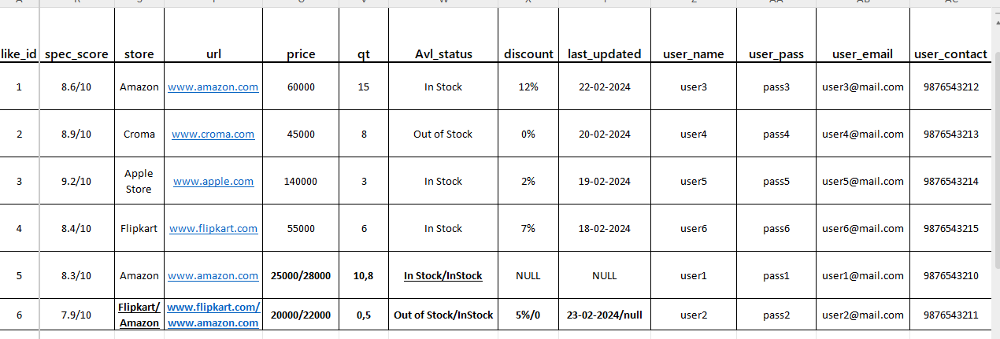 like_id spec_score store url price qt Avl_status discount last_updated user_name user_pass user_email user_contact
1 8.6/10 Amazon www.amazon.com 60000 15 In Stock 12% 22-02-2024 user3 pass3 user3@mail.com 9876543212
2 8.9/10 Croma www.croma.com 45000 8 Out of Stock 0% 20-02-2024 user4 pass4 user4@mail.com 9876543213
3 9.2/10 Apple Store www.apple.com 140000 3 In Stock 2% 19-02-2024 user5 pass5 user5@mail.com 9876543214
4 8.4/10 Flipkart www.flipkart.com 55000 6 In Stock 7% 18-02-2024 user6 pass6 user6@mail.com 9876543215
5 8.3/10 Amazon www.amazon.com 25000/28000 10,8 In Stock/InStock NULL NULL user1 pass1 user1@mail.com 9876543210
6 7.9/10 Flipkart/ Amazon www.flipkart.com/ www.amazon.com 20000/22000 0,5 Out of Stock/InStock 5%/0 23-02-2024/null user2 pass2 user2@mail.com 9876543211